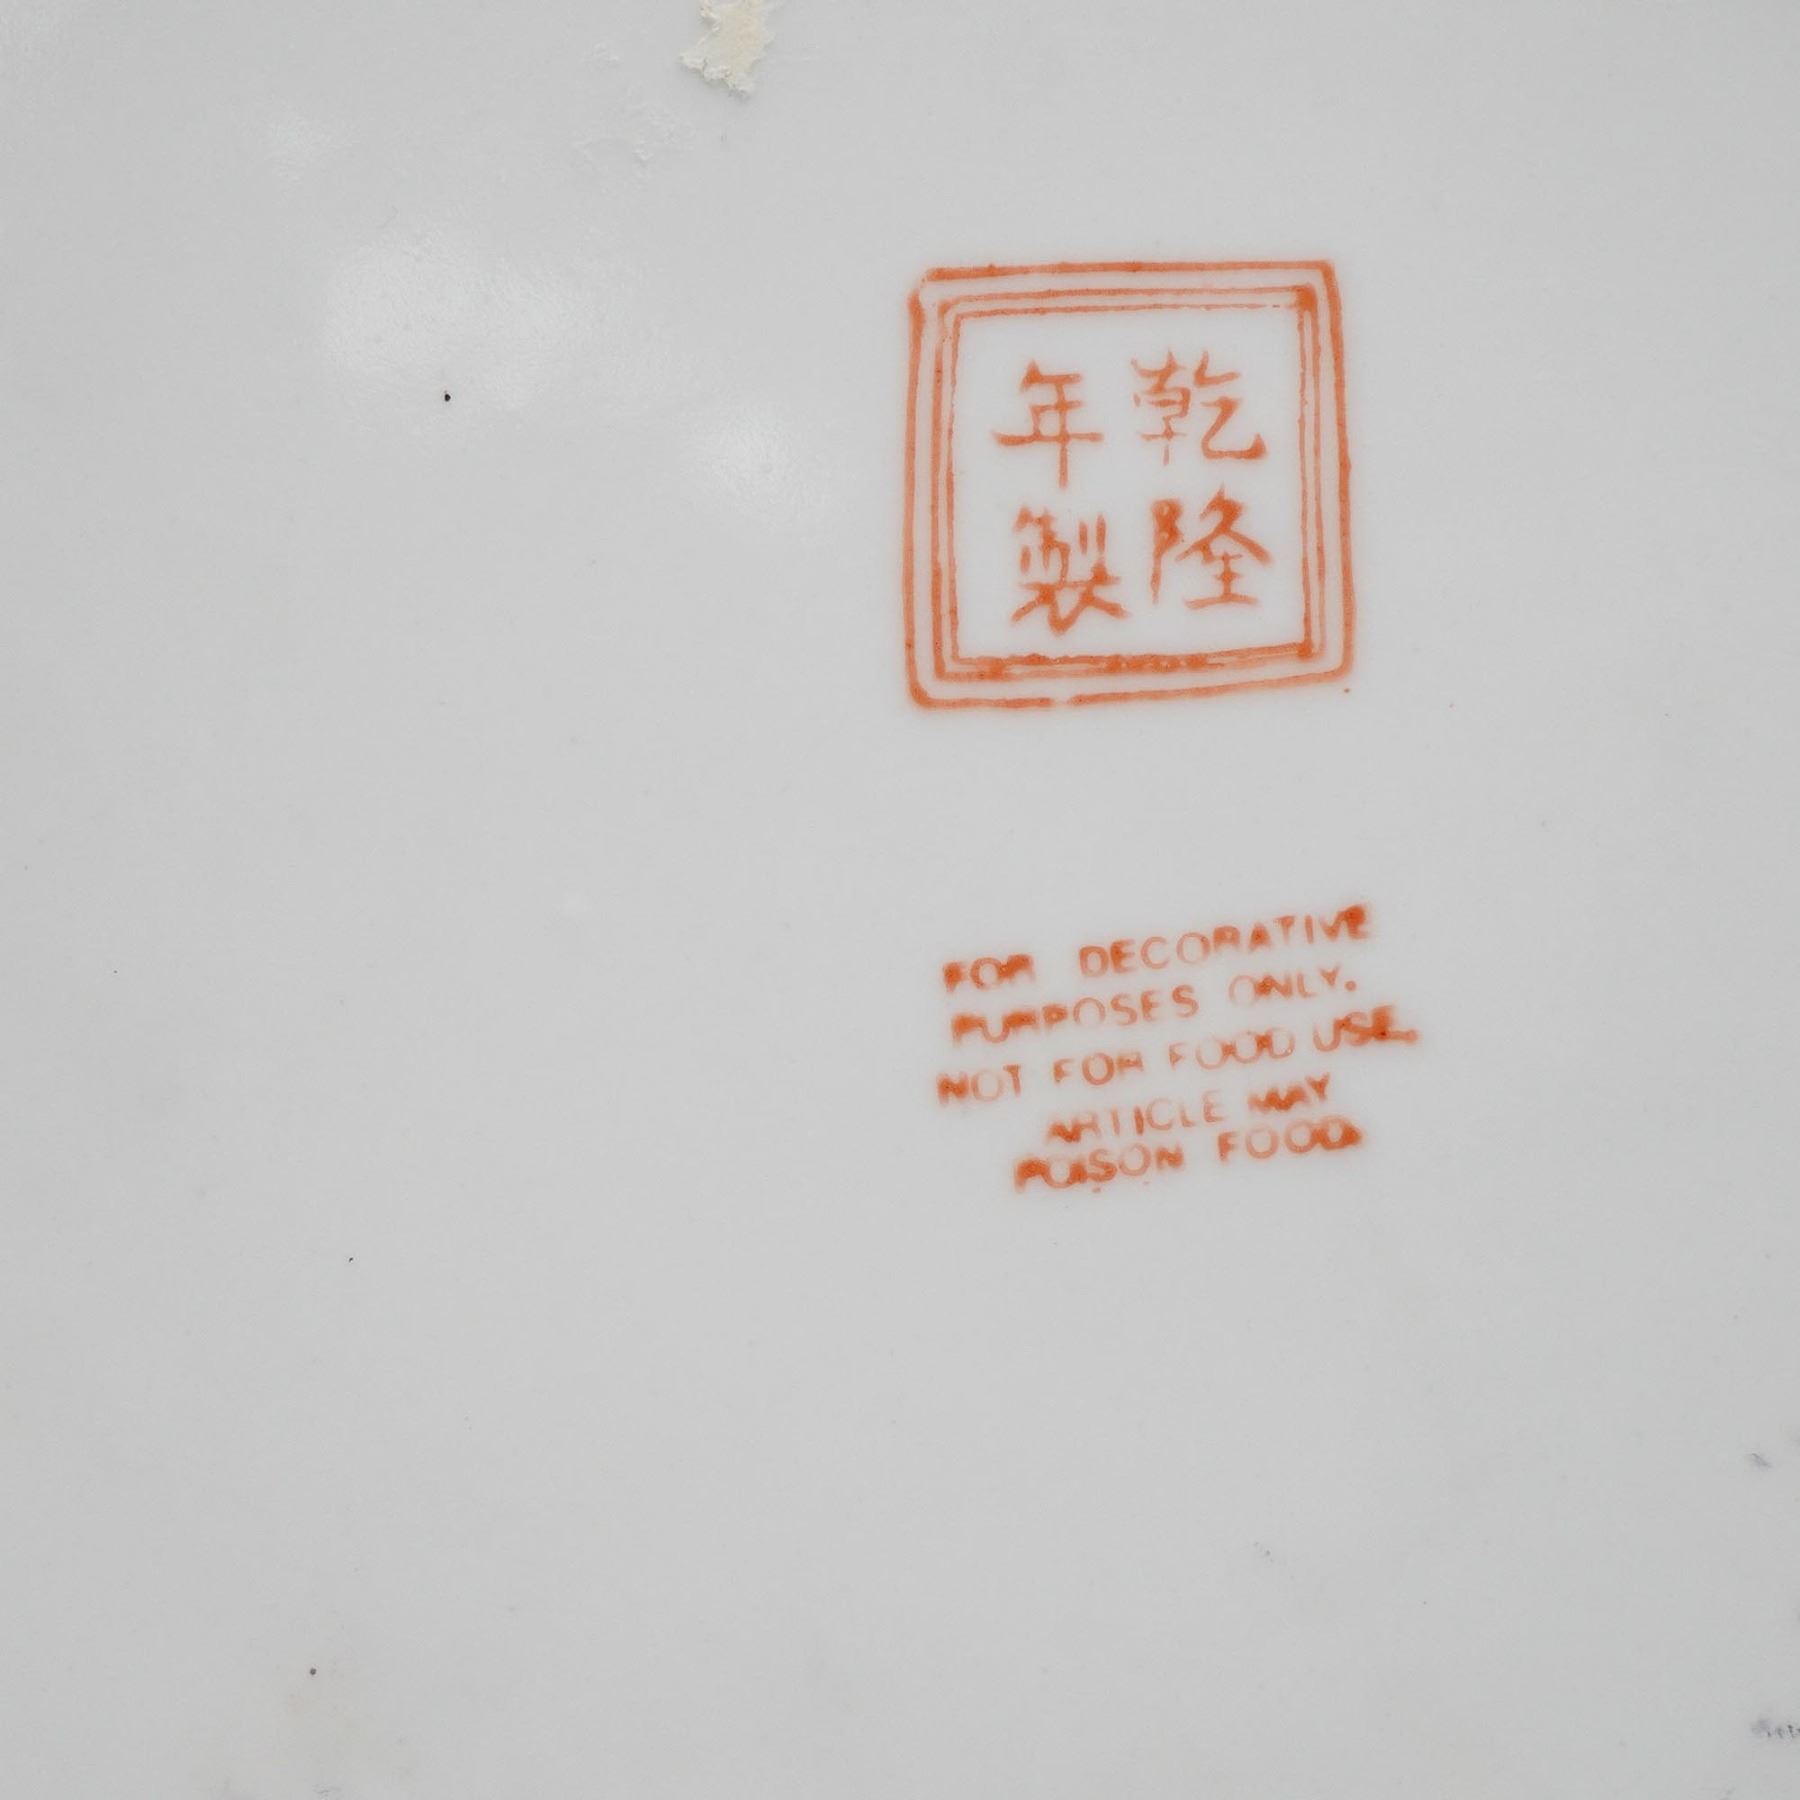 乾隆
年製
FOR DECORATIVE
PURPOSES ONLY.
NOT FOR FOOD USE.
ARTICLE MAY
POISON FOOD.